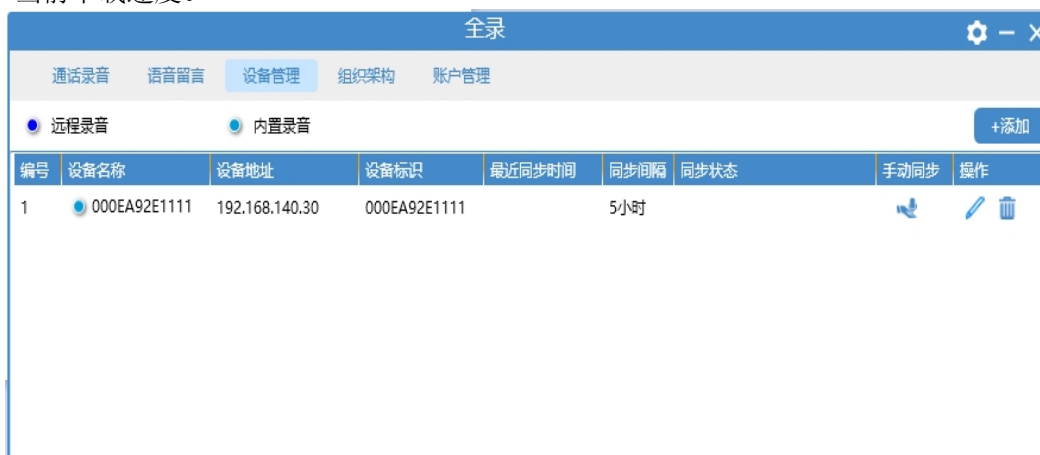 全录
通话录音 语音留言 设备管理 组织架构 账户管理
远程录音 内置录音 +添加
编号 设备名称 设备地址 设备标识 最近同步时间 同步间隔 同步状态 手动同步 操作
1 000EA92E1111 192.168.140.30 000EA92E1111 5小时